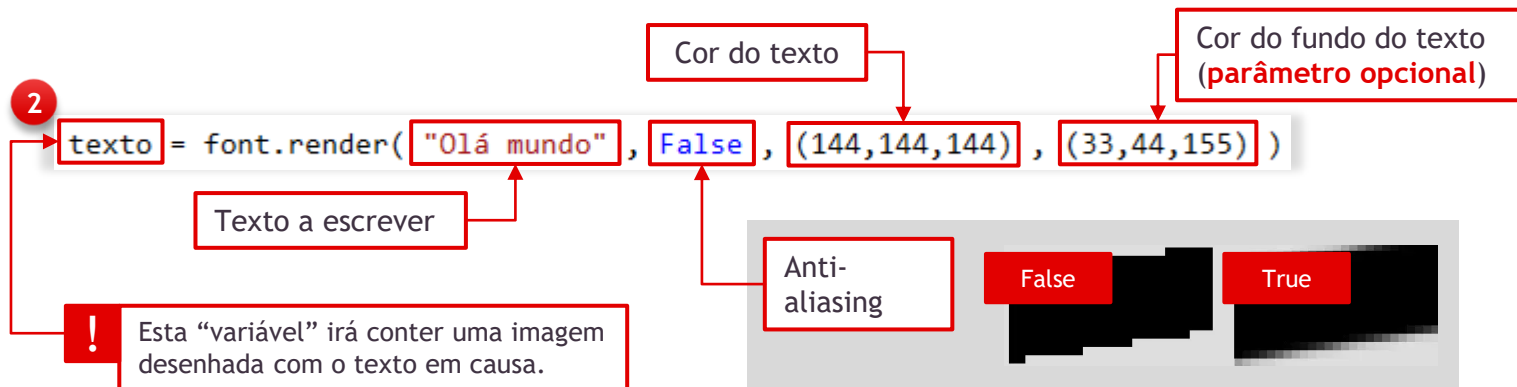 Cor do texto
Cor do fundo do texto
(parâmetro opcional)
2
texto = font.render( "Olá mundo" , False , (144,144,144) , (33,44,155) )
Texto a escrever
Anti-
aliasing
False
True
!
Esta “variável” irá conter uma imagem
desenhada com o texto em causa.